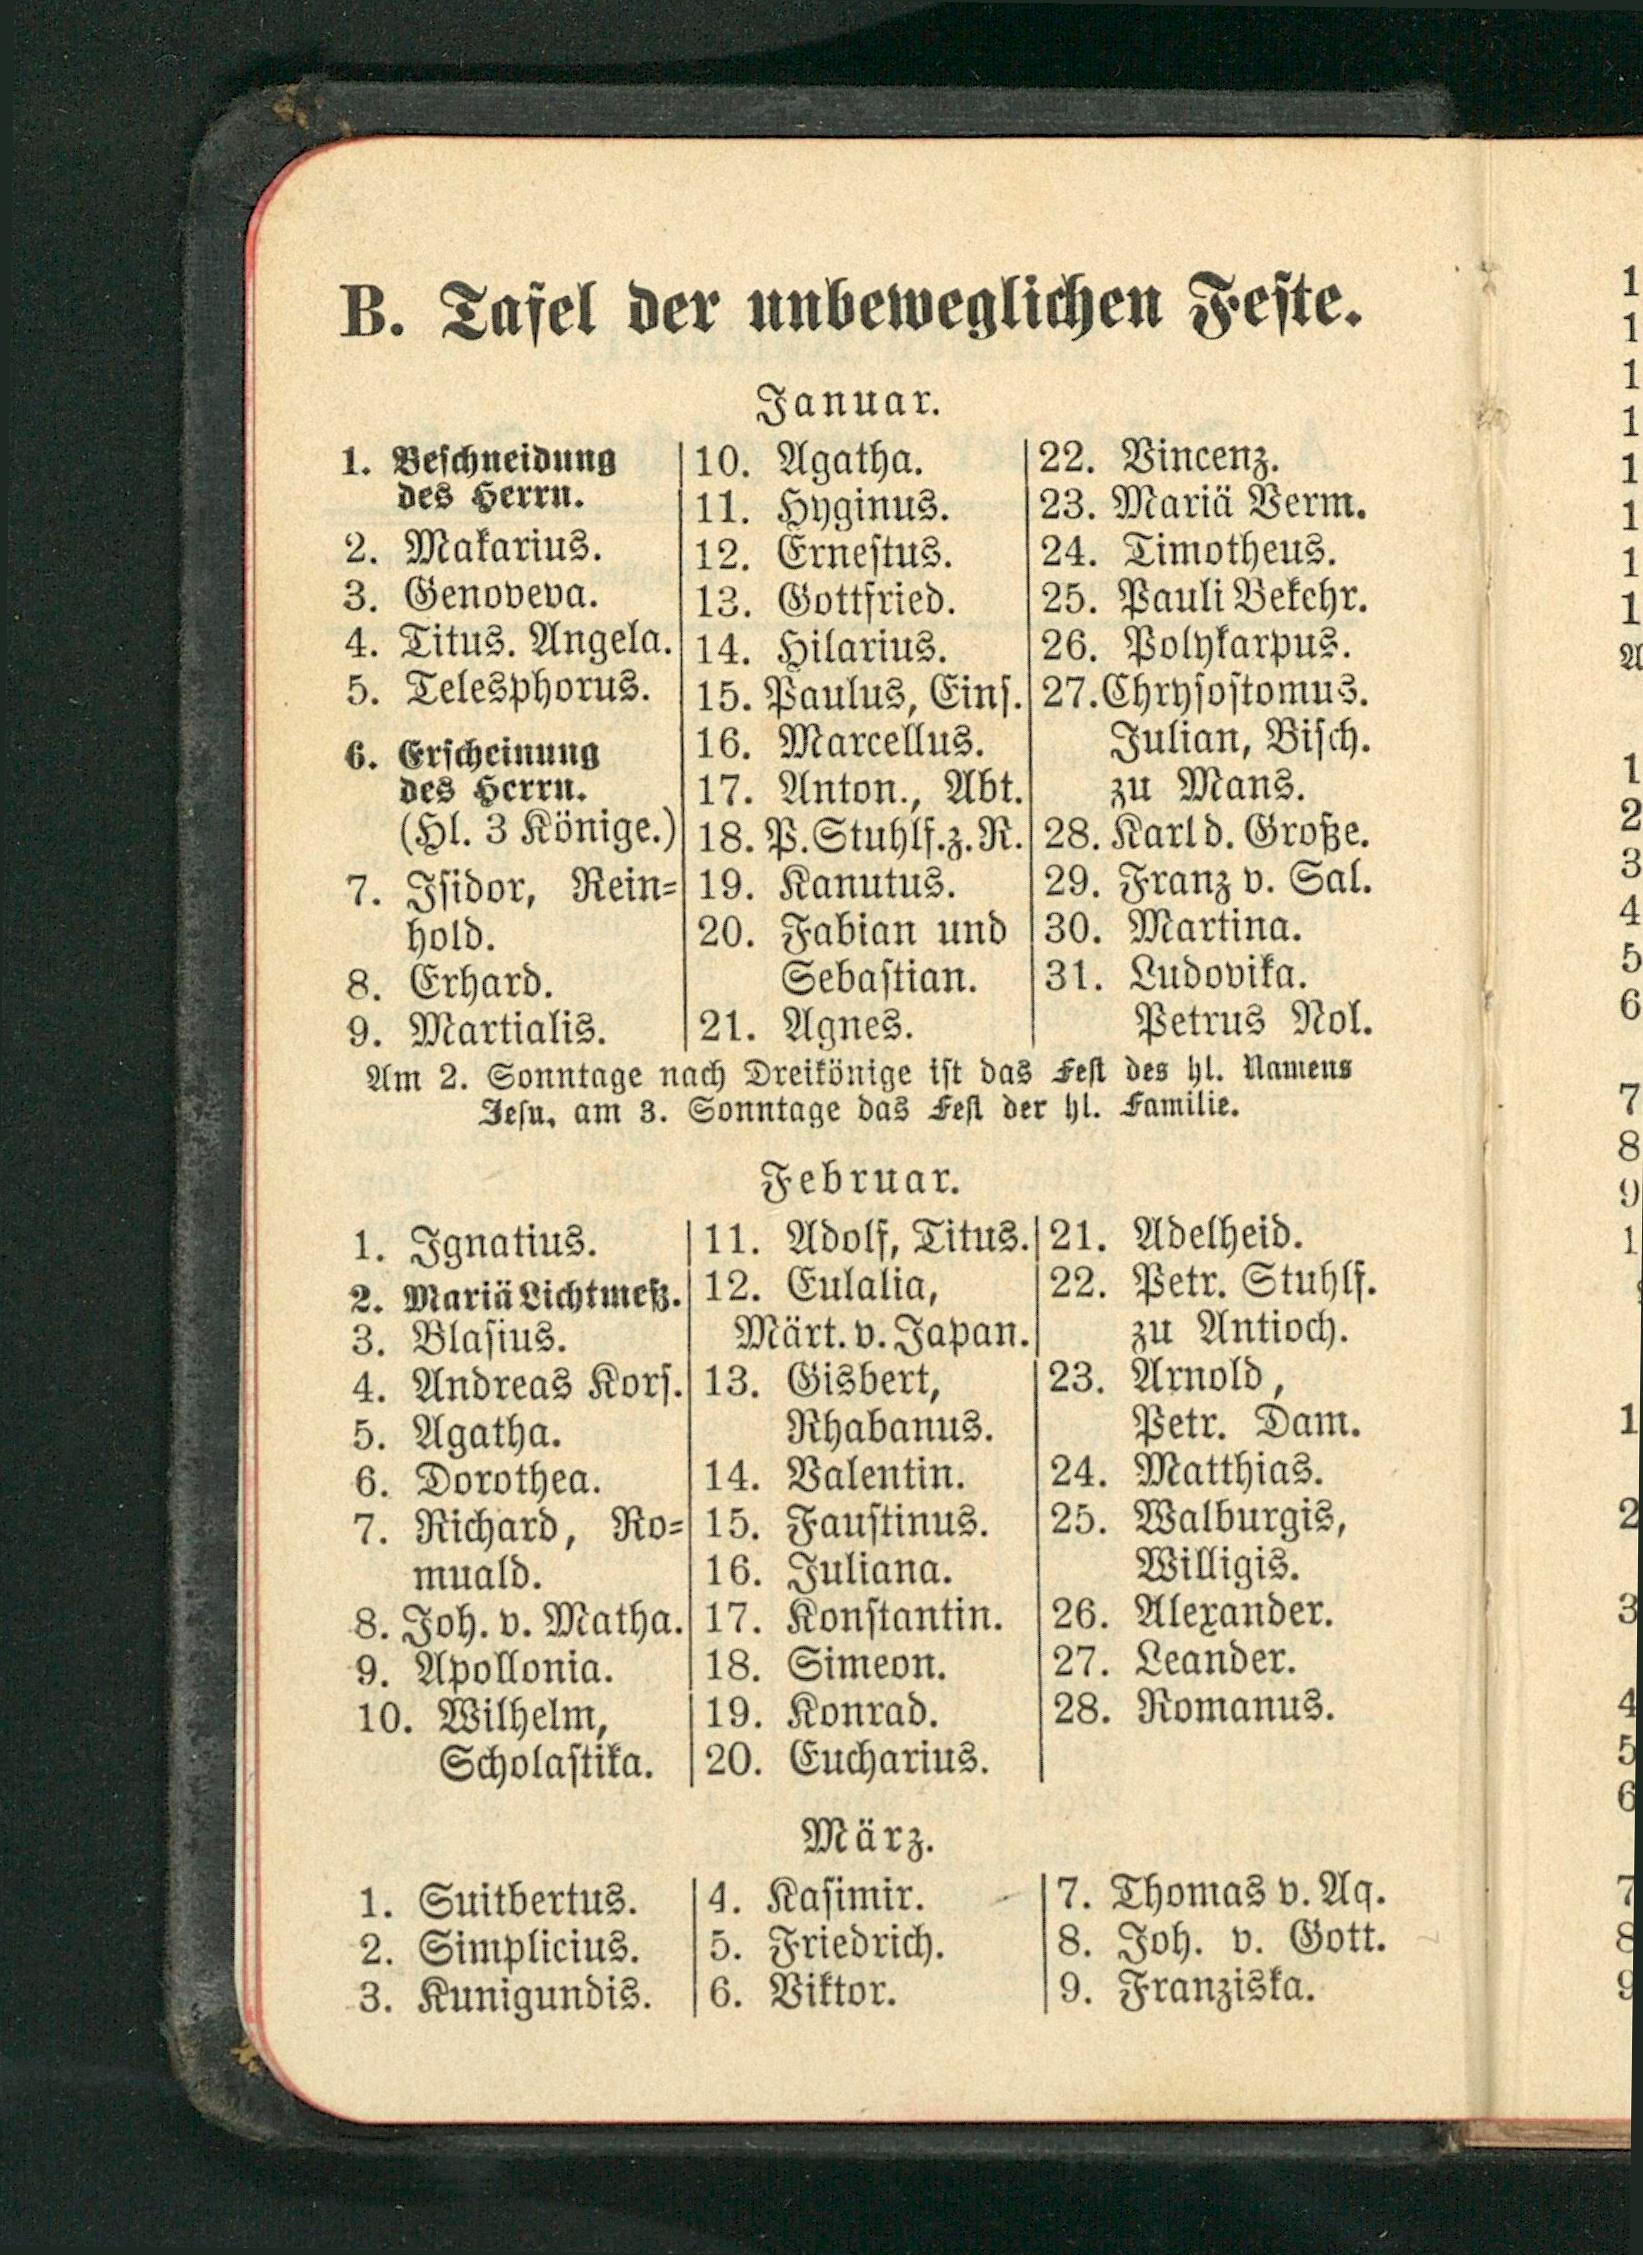 B. Tafel der unbeweglichen Feste.
Januar.
1. Beschneidung
des Herrn.
2. Makarius.
3. Genoveva.
4. Titus. Angela.
5. Telesphorus.
6. Erscheinung
des Herrn.
(Hl. 3 Könige.)
7. Isidor, Rein-
hold.
8. Erhard.
9. Martialis.
10. Agatha.
11. Hyginus.
12. Ernestus.
13. Gottfried.
14. Hilarius.
15. Paulus, Eins.
16. Marcellus.
17. Anton., Abt.
18. P. Stuhlf. z. R.
19. Kanutus.
20. Fabian und
Sebastian.
21. Agnes.
22. Vincenz.
23. Mariä Verm.
24. Timotheus.
25. Pauli Bekehr.
26. Polykarpus.
27. Chrysostomus.
Julian, Bisch.
zu Mans.
28. Karl d. Große.
29. Franz v. Sal.
30. Martina.
31. Ludovika.
Petrus Nol.
Am 2. Sonntage nach Dreikönige ist das Fest des hl. Namens
Jesu, am 3. Sonntage das Fest der hl. Familie.
Februar.
1. Ignatius.
2. Mariä Lichtmeß.
3. Blasius.
4. Andreas Kors.
5. Agatha.
6. Dorothea.
7. Richard, Ro-
muald.
8. Joh. v. Matha.
9. Apollonia.
10. Wilhelm,
Scholastika.
11. Adolf, Titus.
12. Eulalia,
Märt. v. Japan.
13. Gisbert,
Rhabanus.
14. Valentin.
15. Faustinus.
16. Juliana.
17. Konstantin.
18. Simeon.
19. Konrad.
20. Eucharius.
21. Adelheid.
22. Petr. Stuhlf.
zu Antioch.
23. Arnold,
Petr. Dam.
24. Matthias.
25. Walburgis,
Willigis.
26. Alexander.
27. Leander.
28. Romanus.
März.
1. Suitbertus.
2. Simplicius.
3. Kunigundis.
4. Kasimir.
5. Friedrich.
6. Viktor.
7. Thomas v. Aq.
8. Joh. v. Gott.
9. Franziska.